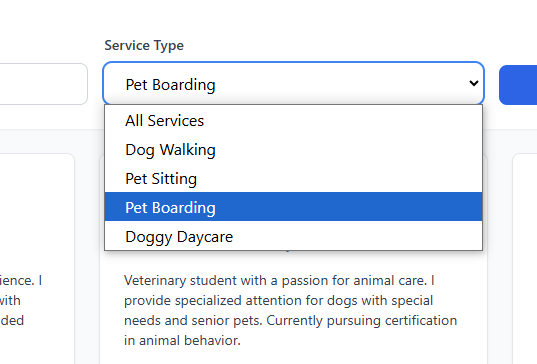 Service Type
Pet Boarding
All Services
Dog Walking
Pet Sitting
Pet Boarding
Doggy Daycare
ience. I
with
ded
Veterinary student with a passion for animal care. I
provide specialized attention for dogs with special
needs and senior pets. Currently pursuing certification
in animal behavior.